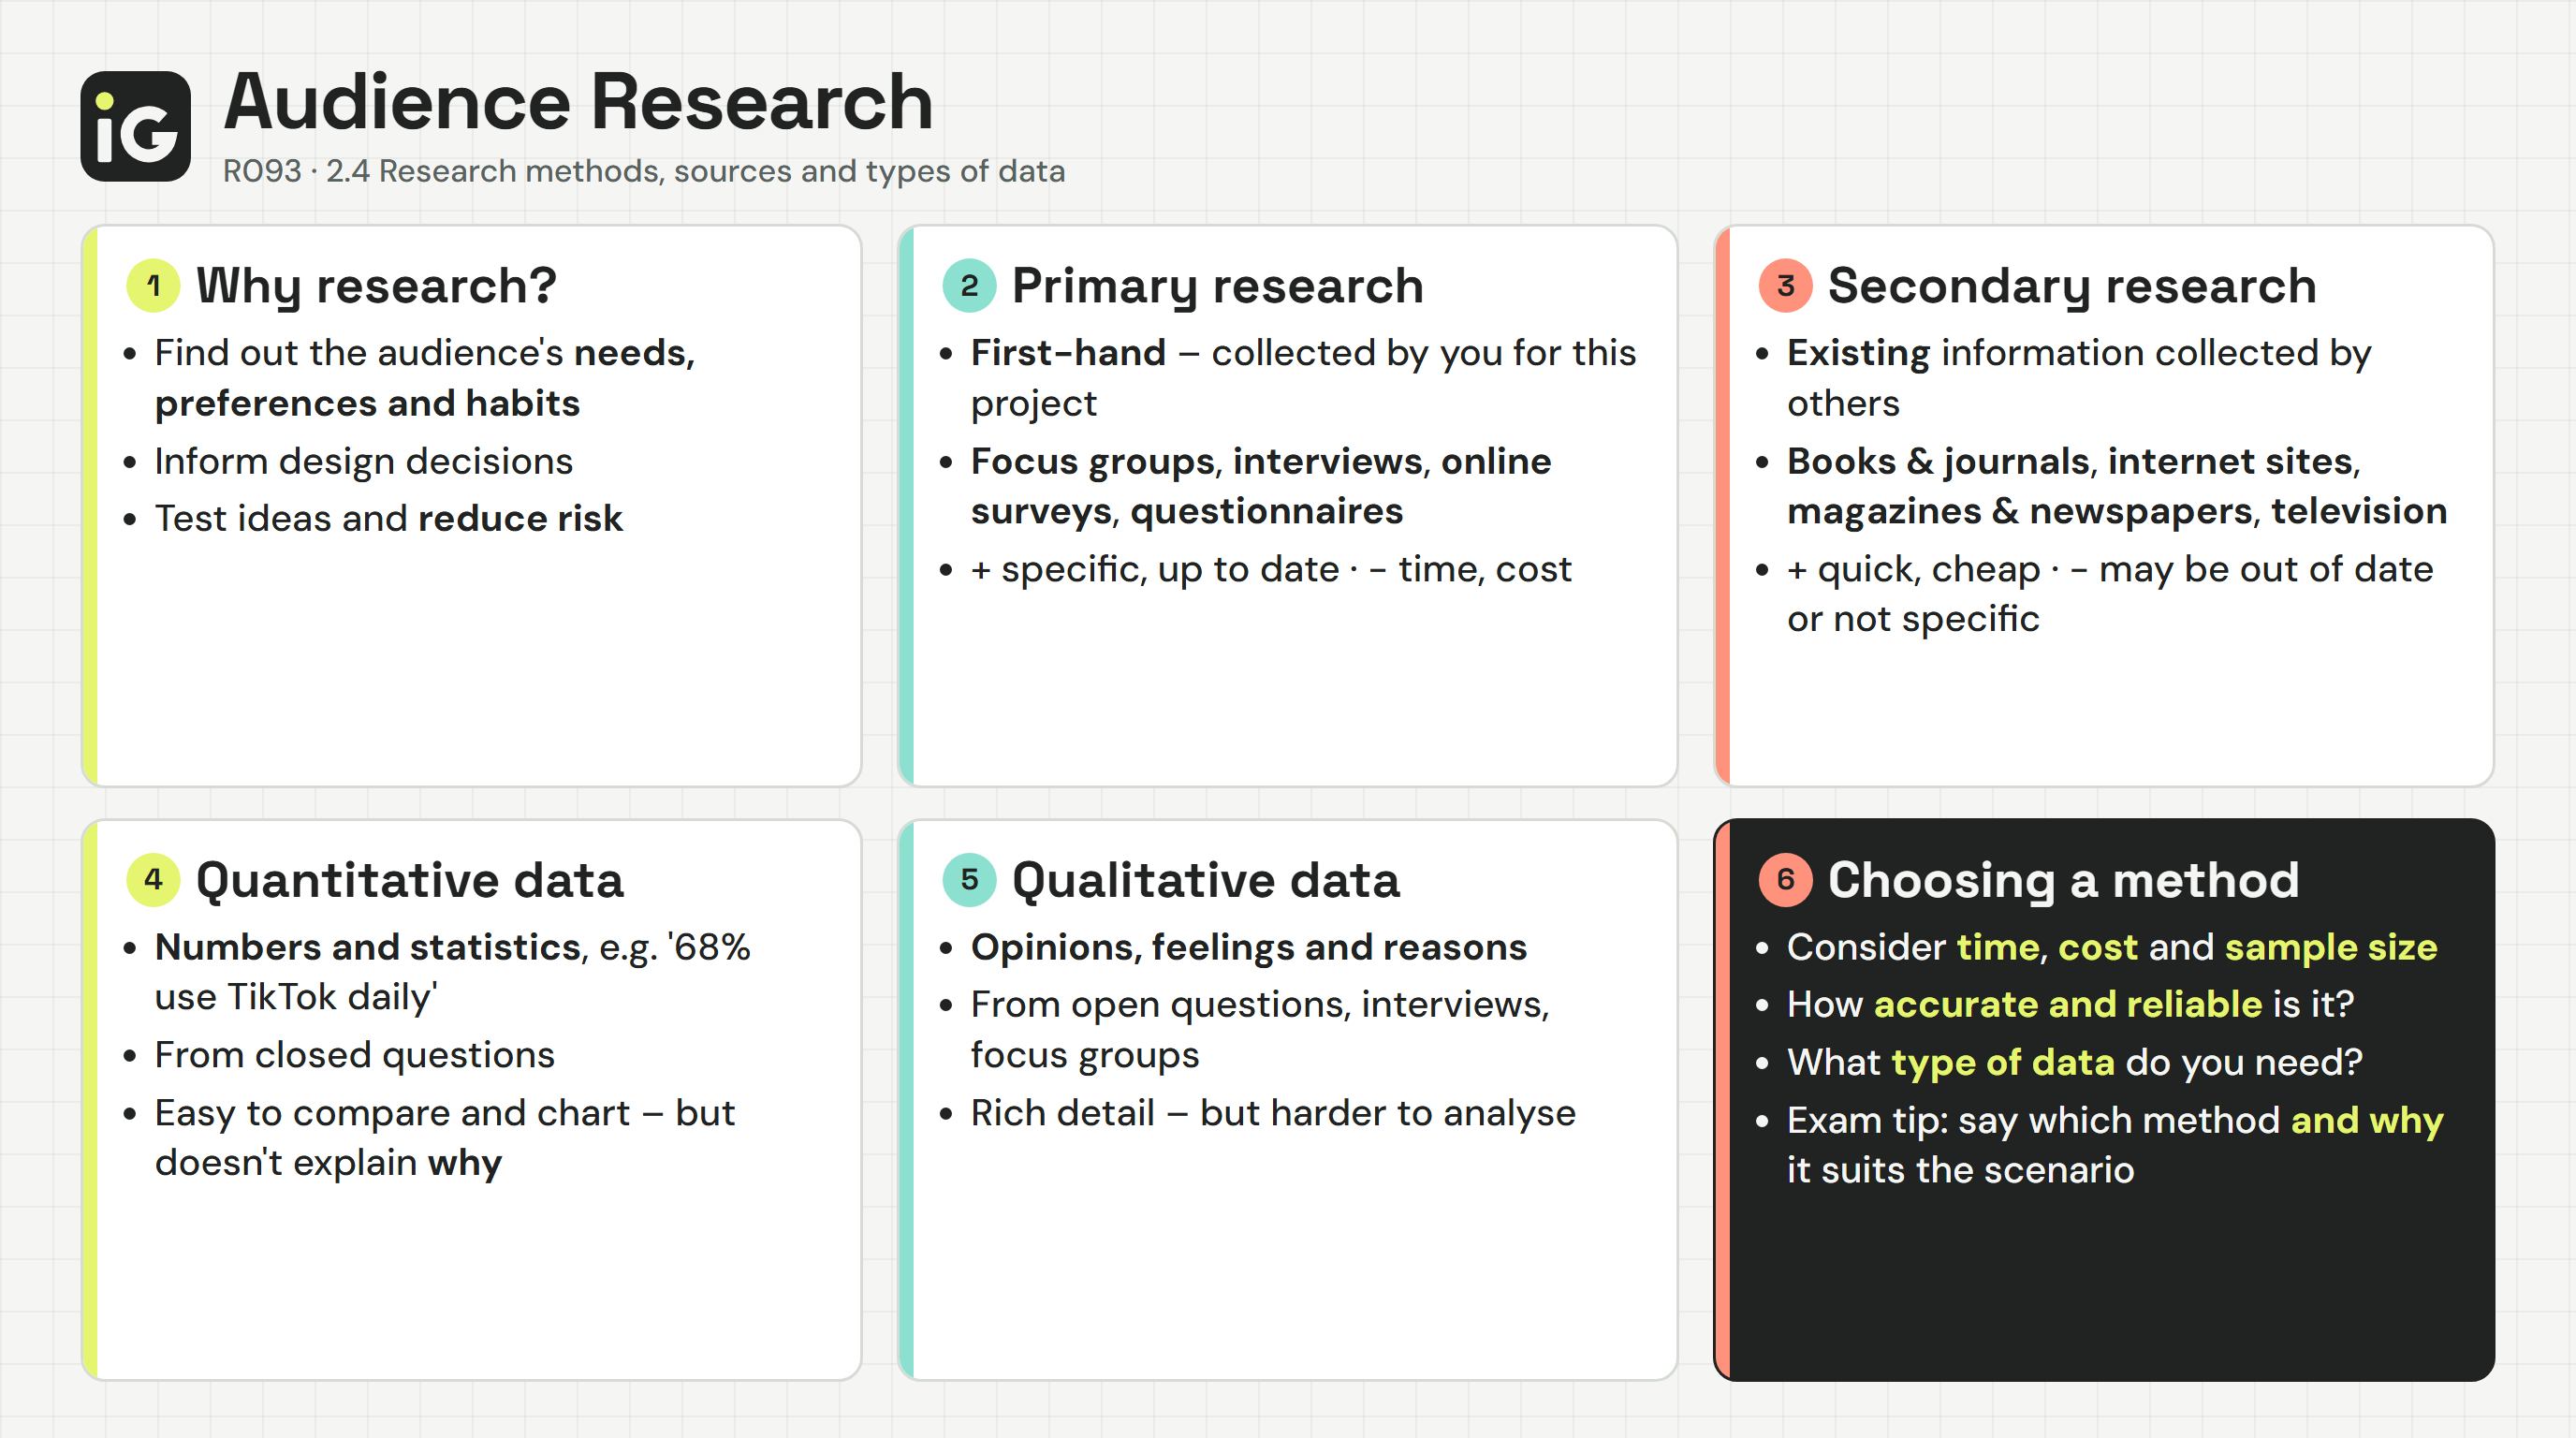 iG
Audience Research
R093 · 2.4 Research methods, sources and types of data
1 Why research?
• Find out the audience's needs,
preferences and habits
• Inform design decisions
• Test ideas and reduce risk
2 Primary research
• First-hand – collected by you for this
project
• Focus groups, interviews, online
surveys, questionnaires
• + specific, up to date · − time, cost
3 Secondary research
• Existing information collected by
others
• Books & journals, internet sites,
magazines & newspapers, television
• + quick, cheap · − may be out of date
or not specific
4 Quantitative data
• Numbers and statistics, e.g. '68%
use TikTok daily'
• From closed questions
• Easy to compare and chart – but
doesn't explain why
5 Qualitative data
• Opinions, feelings and reasons
• From open questions, interviews,
focus groups
• Rich detail – but harder to analyse
6 Choosing a method
• Consider time, cost and sample size
• How accurate and reliable is it?
• What type of data do you need?
• Exam tip: say which method and why
it suits the scenario